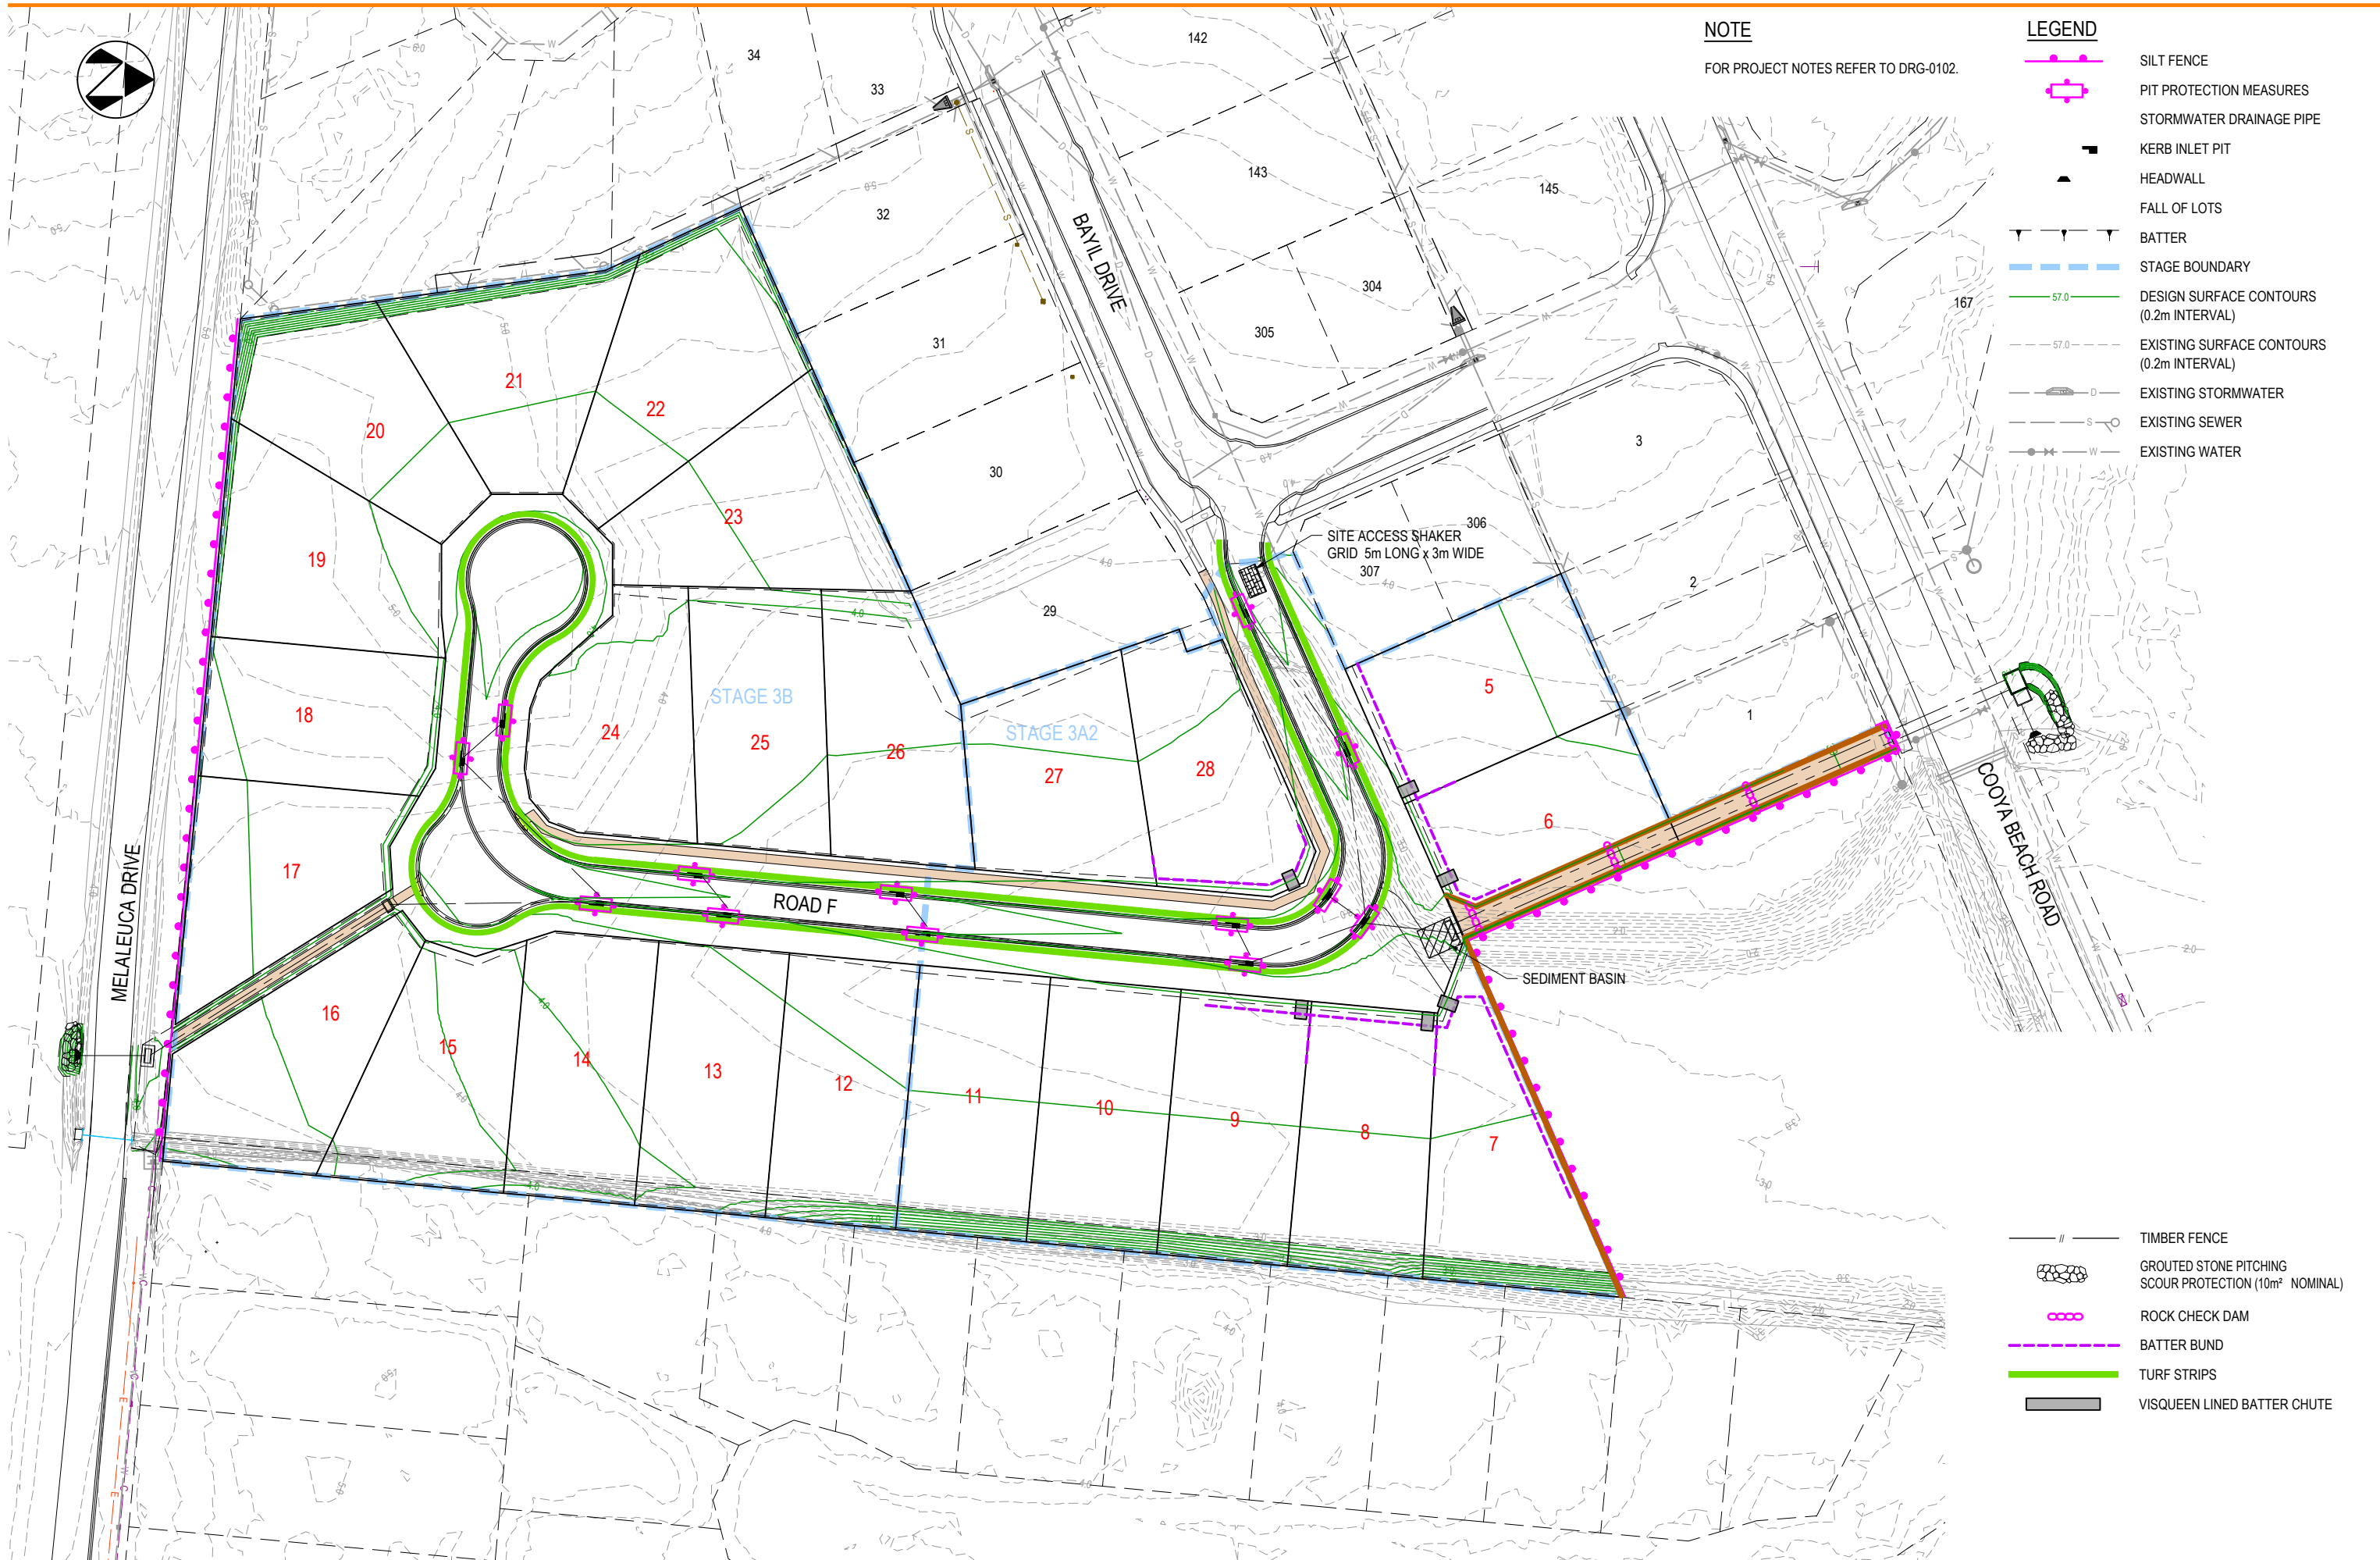 NOTE
FOR PROJECT NOTES REFER TO DRG-0102.
LEGEND
SILT FENCE
PIT PROTECTION MEASURES
STORMWATER DRAINAGE PIPE
KERB INLET PIT
HEADWALL
FALL OF LOTS
BATTER
STAGE BOUNDARY
57.0
DESIGN SURFACE CONTOURS
(0.2m INTERVAL)
57.0
EXISTING SURFACE CONTOURS
(0.2m INTERVAL)
D
EXISTING STORMWATER
S
EXISTING SEWER
W
EXISTING WATER
TIMBER FENCE
GROUTED STONE PITCHING
SCOUR PROTECTION (10m² NOMINAL)
ROCK CHECK DAM
BATTER BUND
TURF STRIPS
VISQUEEN LINED BATTER CHUTE
34
33
32
31
30
29
142
143
145
304
305
306
307
167
3
2
1
BAYIL DRIVE
SITE ACCESS SHAKER
GRID 5m LONG x 3m WIDE
MELALEUCA DRIVE
COOYA BEACH ROAD
ROAD F
STAGE 3B
STAGE 3A2
SEDIMENT BASIN
21
20
22
23
19
18
17
24
25
26
27
28
5
6
16
15
14
13
12
11
10
9
8
7